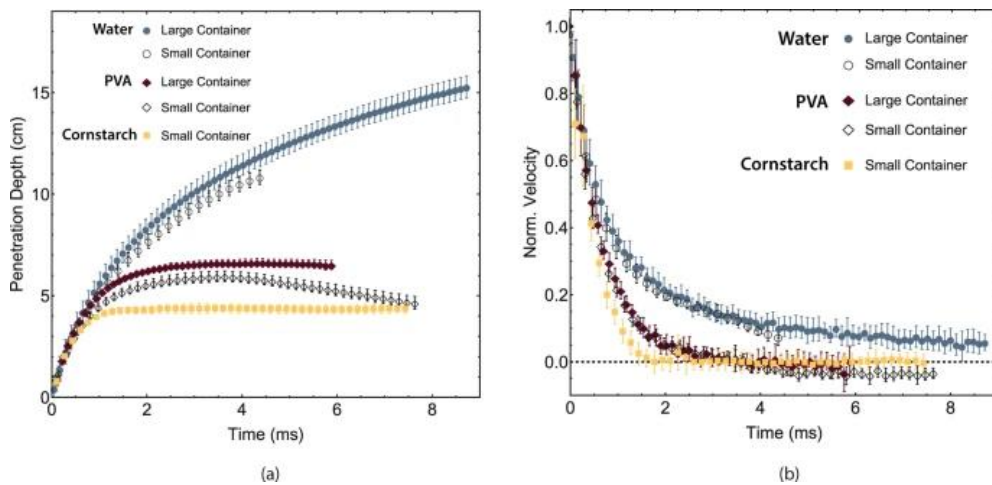 Water Large Container
Small Container
PVA Large Container
Small Container
Cornstarch Small Container
15
10
5
0
Penetration Depth (cm)
0 2 4 6 8
Time (ms)
(a)
Water Large Container
Small Container
PVA Large Container
Small Container
Cornstarch Small Container
1.0
0.8
0.6
0.4
0.2
0.0
Norm. Velocity
0 2 4 6 8
Time (ms)
(b)